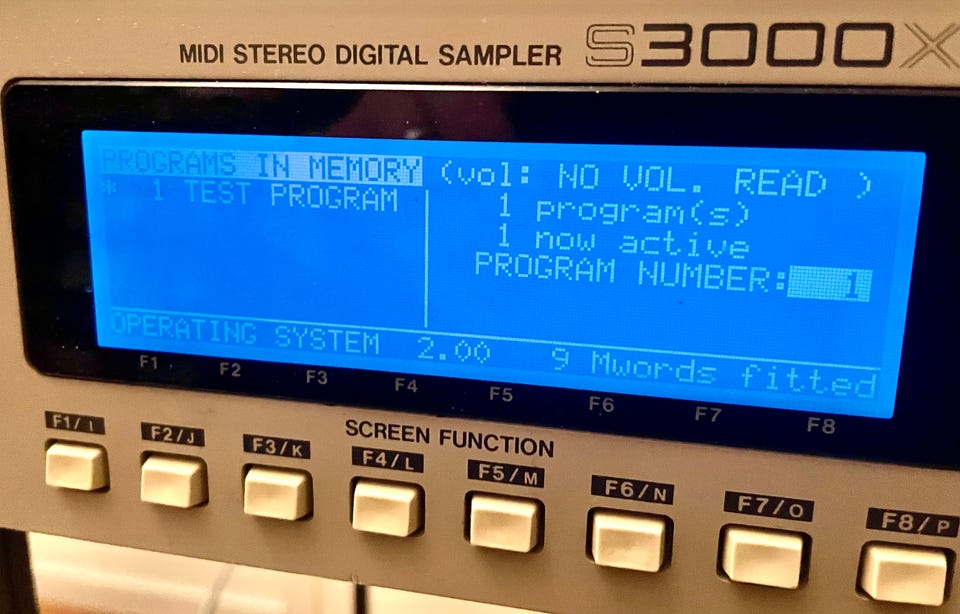 MIDI STEREO DIGITAL SAMPLER S3000X
PROGRAMS IN MEMORY (vol: NO VOL. READ )
* 1 TEST PROGRAM 1 program(s)
1 now active
PROGRAM NUMBER: 1
OPERATING SYSTEM 2.00 9 Mwords fitted
F1 F2 F3 F4 F5 F6 F7 F8
SCREEN FUNCTION
F1/I F2/J F3/K F4/L F5/M F6/N F7/O F8/P